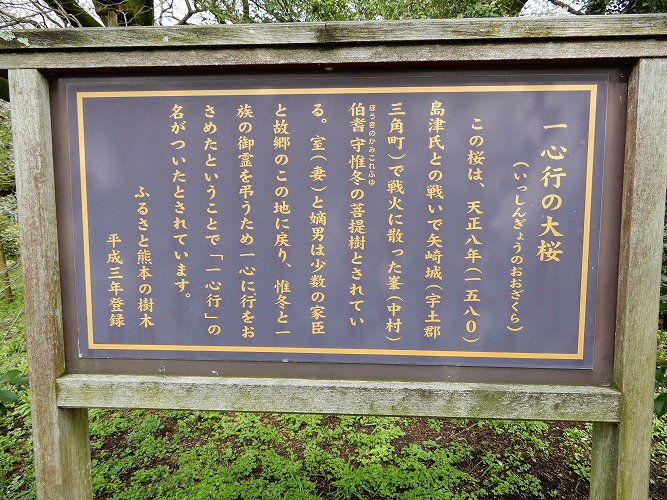 一心行の大桜
（いっしんぎょうのおおざくら）
この桜は、天正八年（一五八〇）
島津氏との戦いで矢崎城（宇土郡
三角町）で戦火に散った峯（中村）
ほうきのかみこれふゆ
伯耆守惟冬の菩提樹とされてい
る。室（妻）と嫡男は少数の家臣
と故郷のこの地に戻り、惟冬と一
族の御霊を弔うため一心に行をお
さめたということで「一心行」の
名がついたとされています。
ふるさと熊本の樹木
平成三年登録